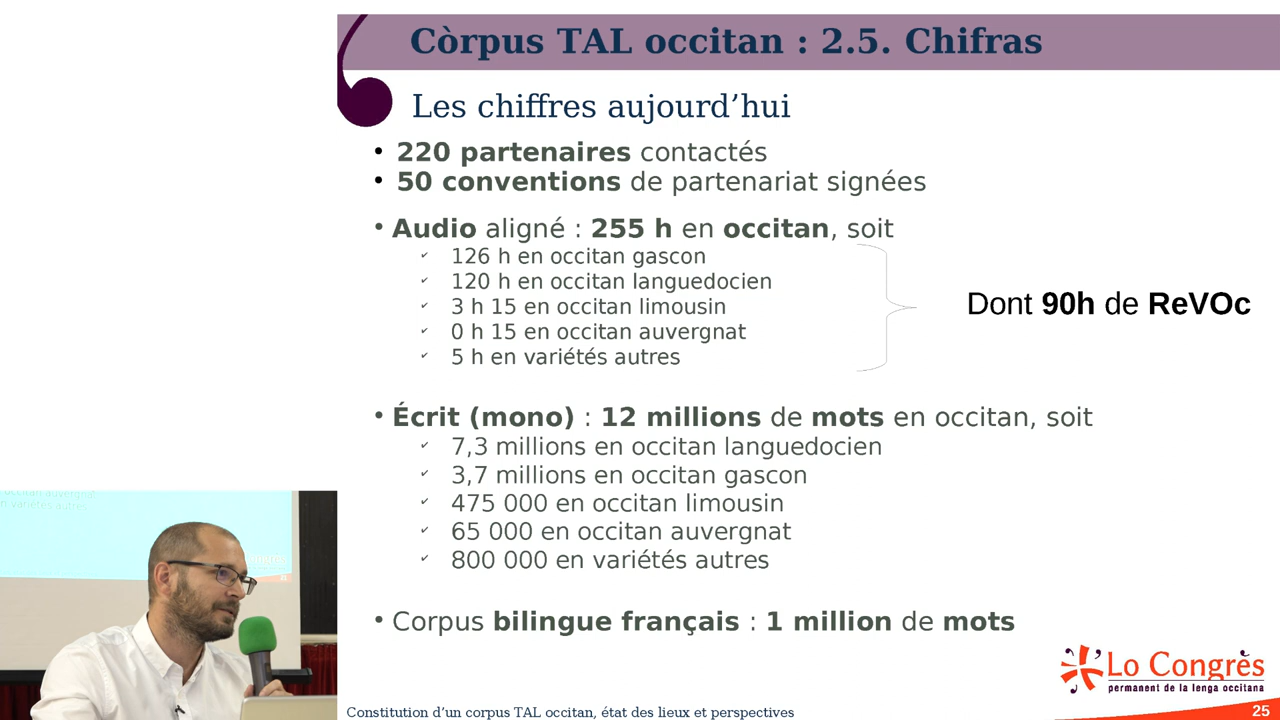 Còrpus TAL occitan : 2.5. Chifras
Les chiffres aujourd’hui
• 220 partenaires contactés
• 50 conventions de partenariat signées
• Audio aligné : 255 h en occitan, soit
✔ 126 h en occitan gascon
✔ 120 h en occitan languedocien
✔ 3 h 15 en occitan limousin
✔ 0 h 15 en occitan auvergnat
✔ 5 h en variétés autres
Dont 90h de ReVOc
• Écrit (mono) : 12 millions de mots en occitan, soit
✔ 7,3 millions en occitan languedocien
✔ 3,7 millions en occitan gascon
✔ 475 000 en occitan limousin
✔ 65 000 en occitan auvergnat
✔ 800 000 en variétés autres
• Corpus bilingue français : 1 million de mots
occitan auvergnat
n variétés autres
Lo Congrès
permanent de la lenga occitana
Constitution d’un corpus TAL occitan, état des lieux et perspectives
25